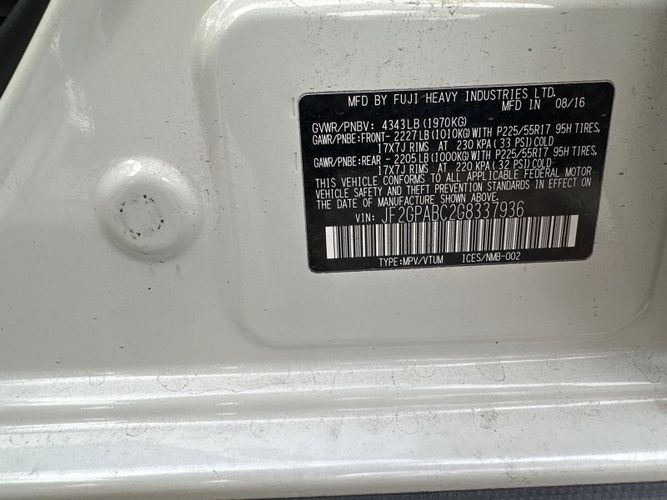 MFD BY FUJI HEAVY INDUSTRIES LTD.
MFD IN 08/16
GVWR/PNBV: 4343LB(1970KG)
GAWR/PNBE:FRONT- 2227LB(1010KG)WITH P225/55R17 95H TIRES,
17X7J RIMS AT 230 KPA(33 PSI)COLD
GAWR/PNBE:REAR - 2205LB(1000KG)WITH P225/55R17 95H TIRES,
17X7J RIMS AT 220 KPA(32 PSI)COLD
THIS VEHICLE CONFORMS TO ALL APPLICABLE FEDERAL MOTOR
VEHICLE SAFETY AND THEFT PREVENTION STANDARDS IN EFFECT ON
THE DATE OF MANUFACTURE SHOWN ABOVE.
VIN: JF2GPABC2G8337936
TYPE:MPV/VTUM ICES/NMB-002